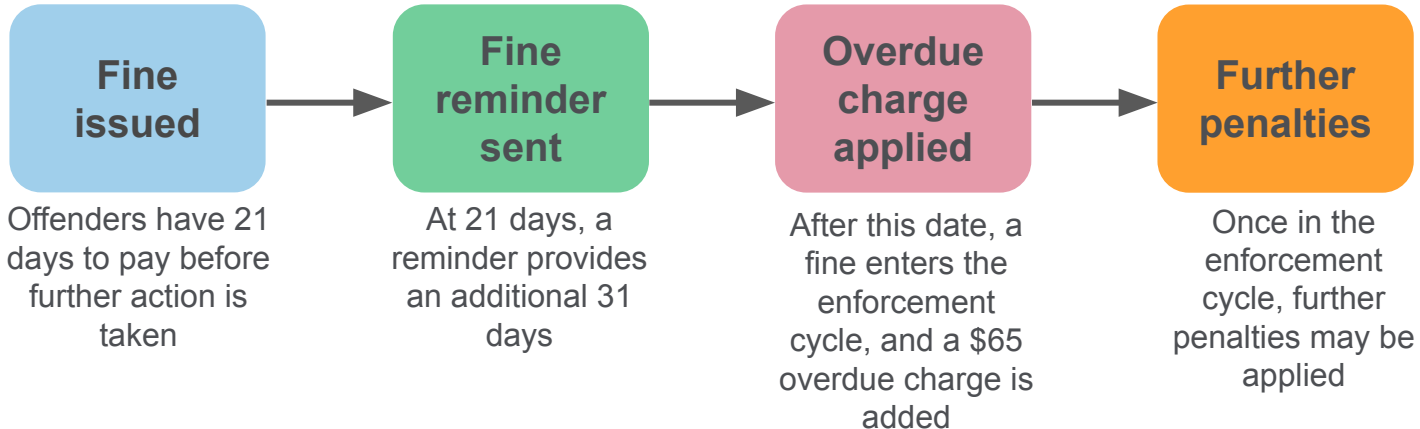 Fine
issued
Fine
reminder
sent
Overdue
charge
applied
Further
penalties
Offenders have 21
days to pay before
further action is
taken
At 21 days, a
reminder provides
an additional 31
days
After this date, a
fine enters the
enforcement
cycle, and a $65
overdue charge is
added
Once in the
enforcement
cycle, further
penalties may be
applied